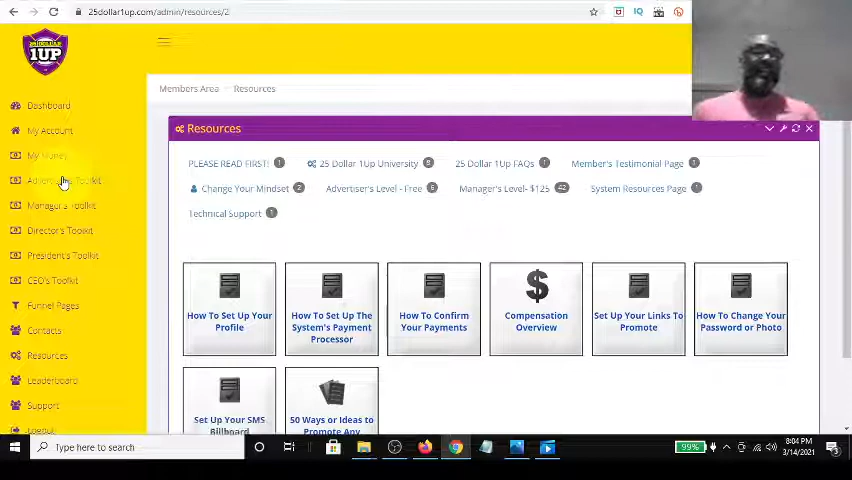 25dollar1up.com/admin/resources/2
IQ
1UP
Members Area
Resources
Dashboard
My Account
My Money
Advertiser's Toolkit
Manager's Toolkit
Director's Toolkit
President's Toolkit
CEO's Toolkit
Funnel Pages
Contacts
Resources
Leaderboard
Support
Logout
Resources
PLEASE READ FIRST! 1
25 Dollar 1Up University 8
25 Dollar 1Up FAQs 1
Member's Testimonial Page 1
Change Your Mindset 2
Advertiser's Level - Free 6
Manager's Level- $125 42
System Resources Page 1
Technical Support 1
How To Set Up Your
Profile
How To Set Up The
System's Payment
Processor
How To Confirm
Your Payments
$
Compensation
Overview
Set Up Your Links To
Promote
How To Change Your
Password or Photo
Set Up Your SMS
Billboard
50 Ways or Ideas to
Promote Any
Type here to search
99%
8:04 PM
3/14/2021
3